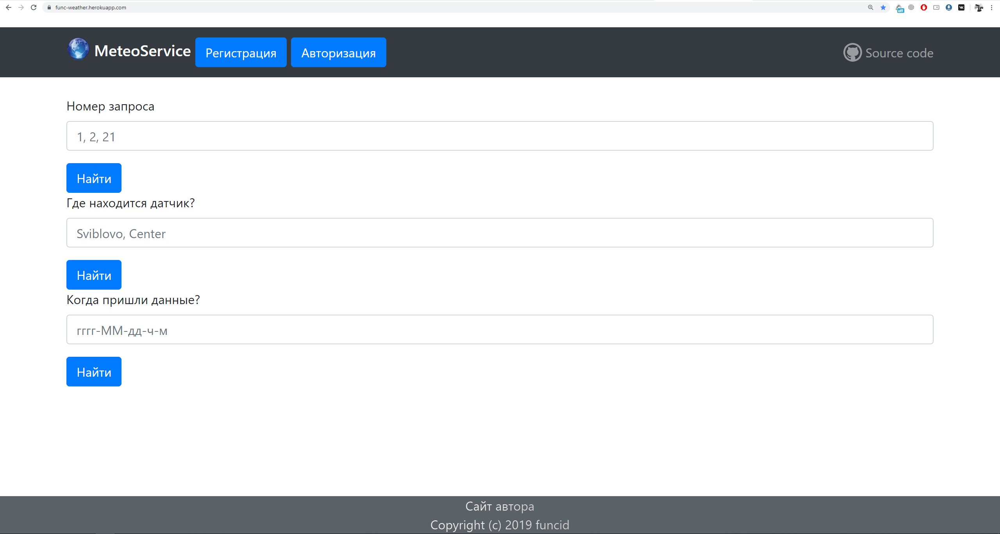 func-weather.herokuapp.com
off
MeteoService Регистрация Авторизация Source code
Номер запроса
1, 2, 21
Найти
Где находится датчик?
Sviblovo, Center
Найти
Когда пришли данные?
гггг-ММ-дд-ч-м
Найти
Сайт автора
Copyright (c) 2019 funcid